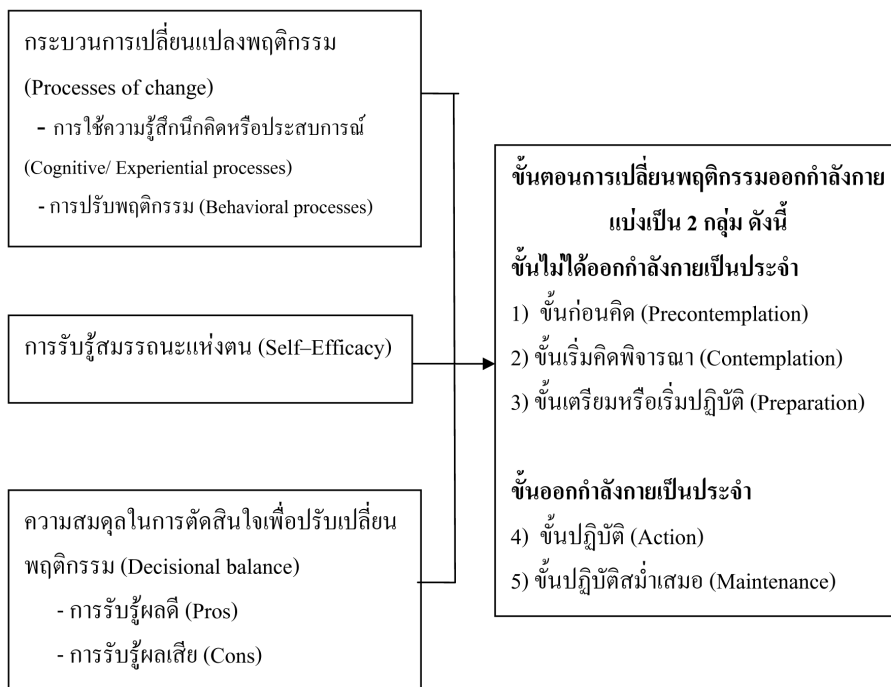 กระบวนการเปลี่ยนแปลงพฤติกรรม
(Processes of change)
- การใช้ความรู้สึกนึกคิดหรือประสบการณ์
(Cognitive/ Experiential processes)
- การปรับพฤติกรรม (Behavioral processes)
การรับรู้สมรรถนะแห่งตน (Self–Efficacy)
ความสมดุลในการตัดสินใจเพื่อปรับเปลี่ยน
พฤติกรรม (Decisional balance)
- การรับรู้ผลดี (Pros)
- การรับรู้ผลเสีย (Cons)
ขั้นตอนการเปลี่ยนพฤติกรรมออกกำลังกาย
แบ่งเป็น 2 กลุ่ม ดังนี้
ขั้นไม่ได้ออกกำลังกายเป็นประจำ
1) ขั้นก่อนคิด (Precontemplation)
2) ขั้นเริ่มคิดพิจารณา (Contemplation)
3) ขั้นเตรียมหรือเริ่มปฏิบัติ (Preparation)
ขั้นออกกำลังกายเป็นประจำ
4) ขั้นปฏิบัติ (Action)
5) ขั้นปฏิบัติสม่ำเสมอ (Maintenance)